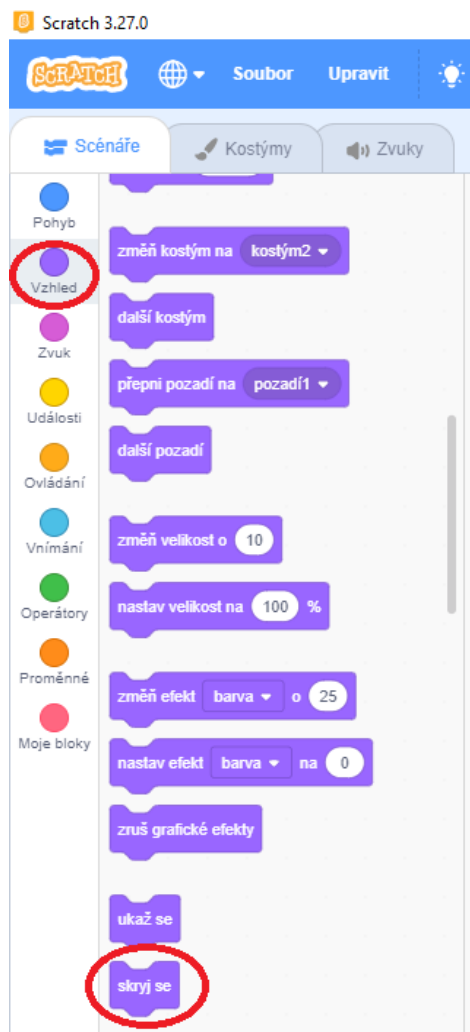 Scratch 3.27.0
SCRATCH Soubor Upravit
Scénáře Kostýmy Zvuky
Pohyb
Vzhled
Zvuk
Události
Ovládání
Vnímání
Operátory
Proměnné
Moje bloky
změň kostým na kostým2
další kostým
přepni pozadí na pozadí1
další pozadí
změň velikost o 10
nastav velikost na 100 %
změň efekt barva o 25
nastav efekt barva na 0
zruš grafické efekty
ukaž se
skryj se